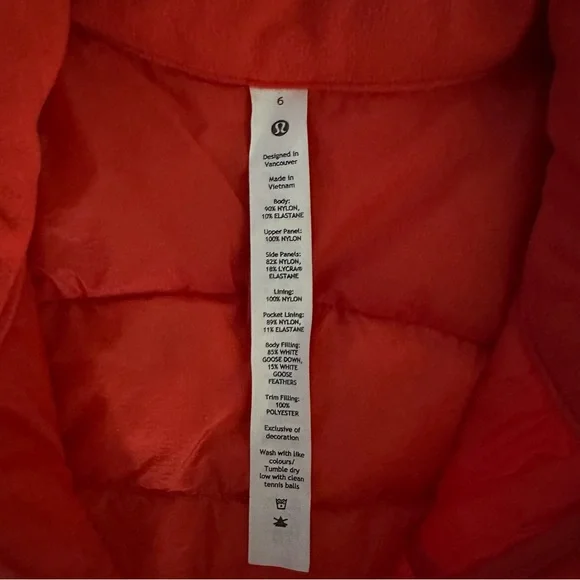 6
Designed in
Vancouver
Made in
Vietnam
Body:
90% NYLON,
10% ELASTANE
Upper Panel:
100% NYLON
Side Panels:
82% NYLON,
18% LYCRA®
ELASTANE
Lining:
100% NYLON
Pocket Lining:
89% NYLON,
11% ELASTANE
Body Filling:
85% WHITE
GOOSE DOWN,
15% WHITE
GOOSE
FEATHERS
Trim Filling:
100%
POLYESTER
Exclusive of
decoration
Wash with like
colours/
Tumble dry
low with clean
tennis balls